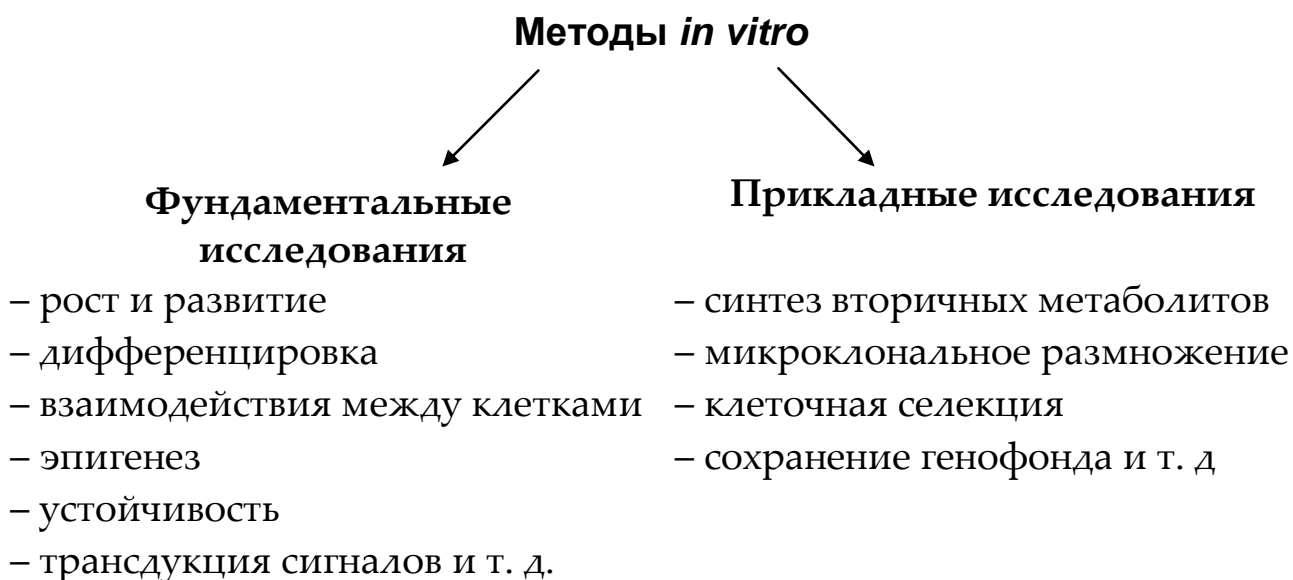 Методы in vitro
Фундаментальные
исследования
– рост и развитие
– дифференцировка
– взаимодействия между клетками
– эпигенез
– устойчивость
– трансдукция сигналов и т. д.
Прикладные исследования
– синтез вторичных метаболитов
– микроклональное размножение
– клеточная селекция
– сохранение генофонда и т. д